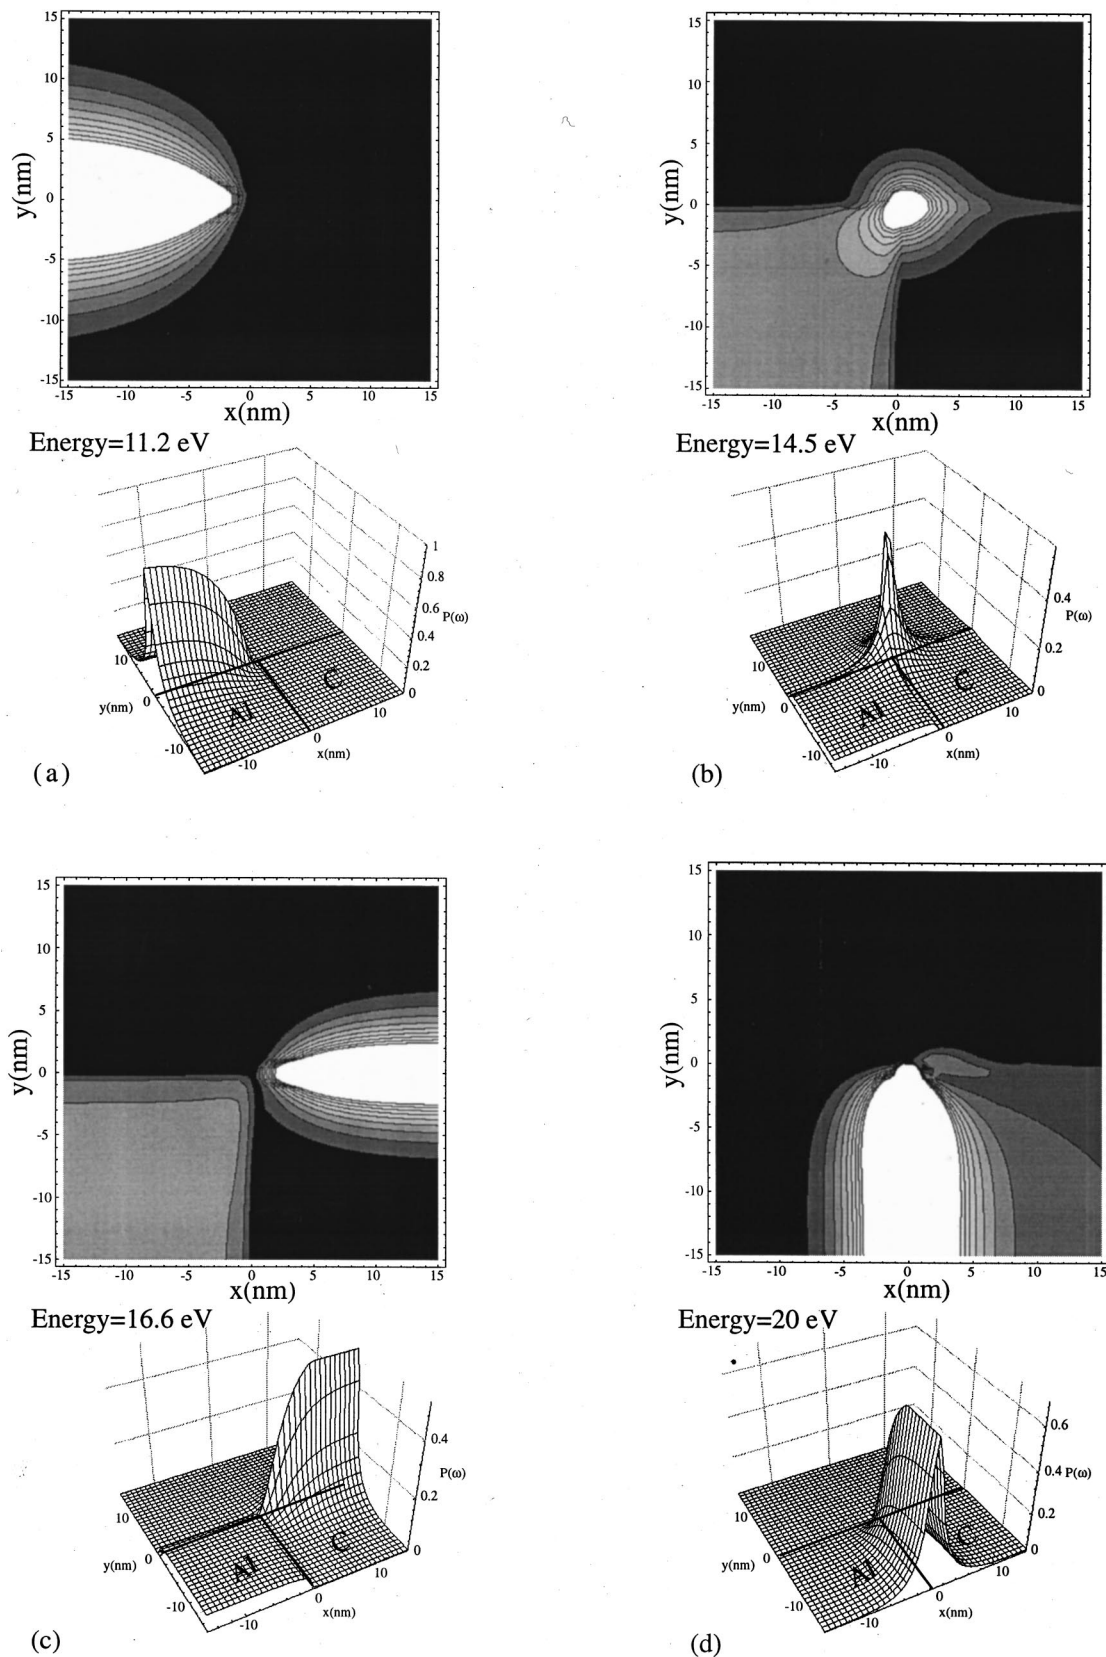 15
10
5
0
-5
-10
-15
y(nm)
-15 -10 -5 0 5 10 15
x(nm)
Energy=11.2 eV
1
0.8
0.6
0.4
0.2
0
P(ω)
10
0
-10
y(nm)
Al
C
-10
0
10
x(nm)
(a)
15
10
5
0
-5
-10
-15
y(nm)
-15 -10 -5 0 5 10 15
x(nm)
Energy=14.5 eV
0.4
0.2
0
P(ω)
10
0
-10
y(nm)
Al
C
-10
0
10
x(nm)
(b)
15
10
5
0
-5
-10
-15
y(nm)
-15 -10 -5 0 5 10 15
x(nm)
Energy=16.6 eV
0.4
0.2
0
P(ω)
10
0
-10
y(nm)
Al
C
-10
0
10
x(nm)
(c)
15
10
5
0
-5
-10
-15
y(nm)
-15 -10 -5 0 5 10 15
x(nm)
Energy=20 eV
0.6
0.4
0.2
0
P(ω)
10
0
-10
y(nm)
Al
C
-10
0
10
x(nm)
(d)